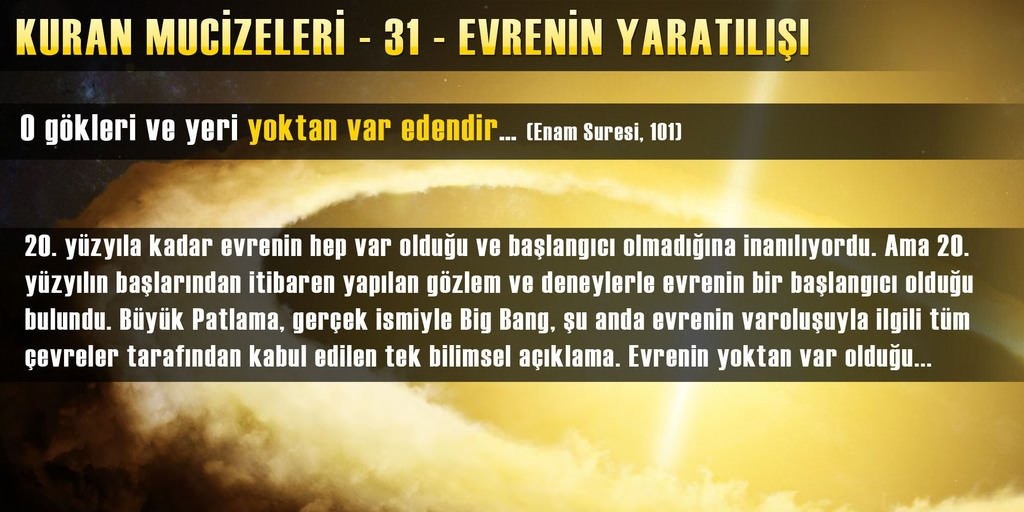 KURAN MUCİZELERİ - 31 - EVRENİN YARATILIŞI
O gökleri ve yeri yoktan var edendir... (Enam Suresi, 101)
20. yüzyıla kadar evrenin hep var olduğu ve başlangıcı olmadığına inanılıyordu. Ama 20.
yüzyılın başlarından itibaren yapılan gözlem ve deneylerle evrenin bir başlangıcı olduğu
bulundu. Büyük Patlama, gerçek ismiyle Big Bang, şu anda evrenin varoluşuyla ilgili tüm
çevreler tarafından kabul edilen tek bilimsel açıklama. Evrenin yoktan var olduğu...